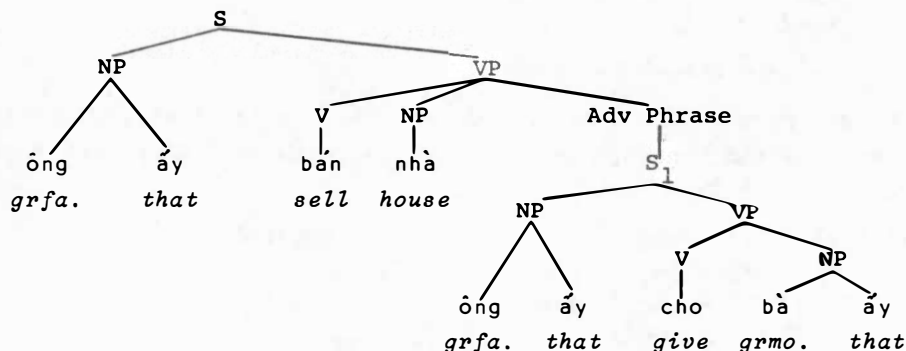 S
NP VP
V NP Adv Phrase
ông ấy bán nhà S1
grfa. that sell house
NP VP
V NP
ông ấy cho bà ấy
grfa. that give grmo. that